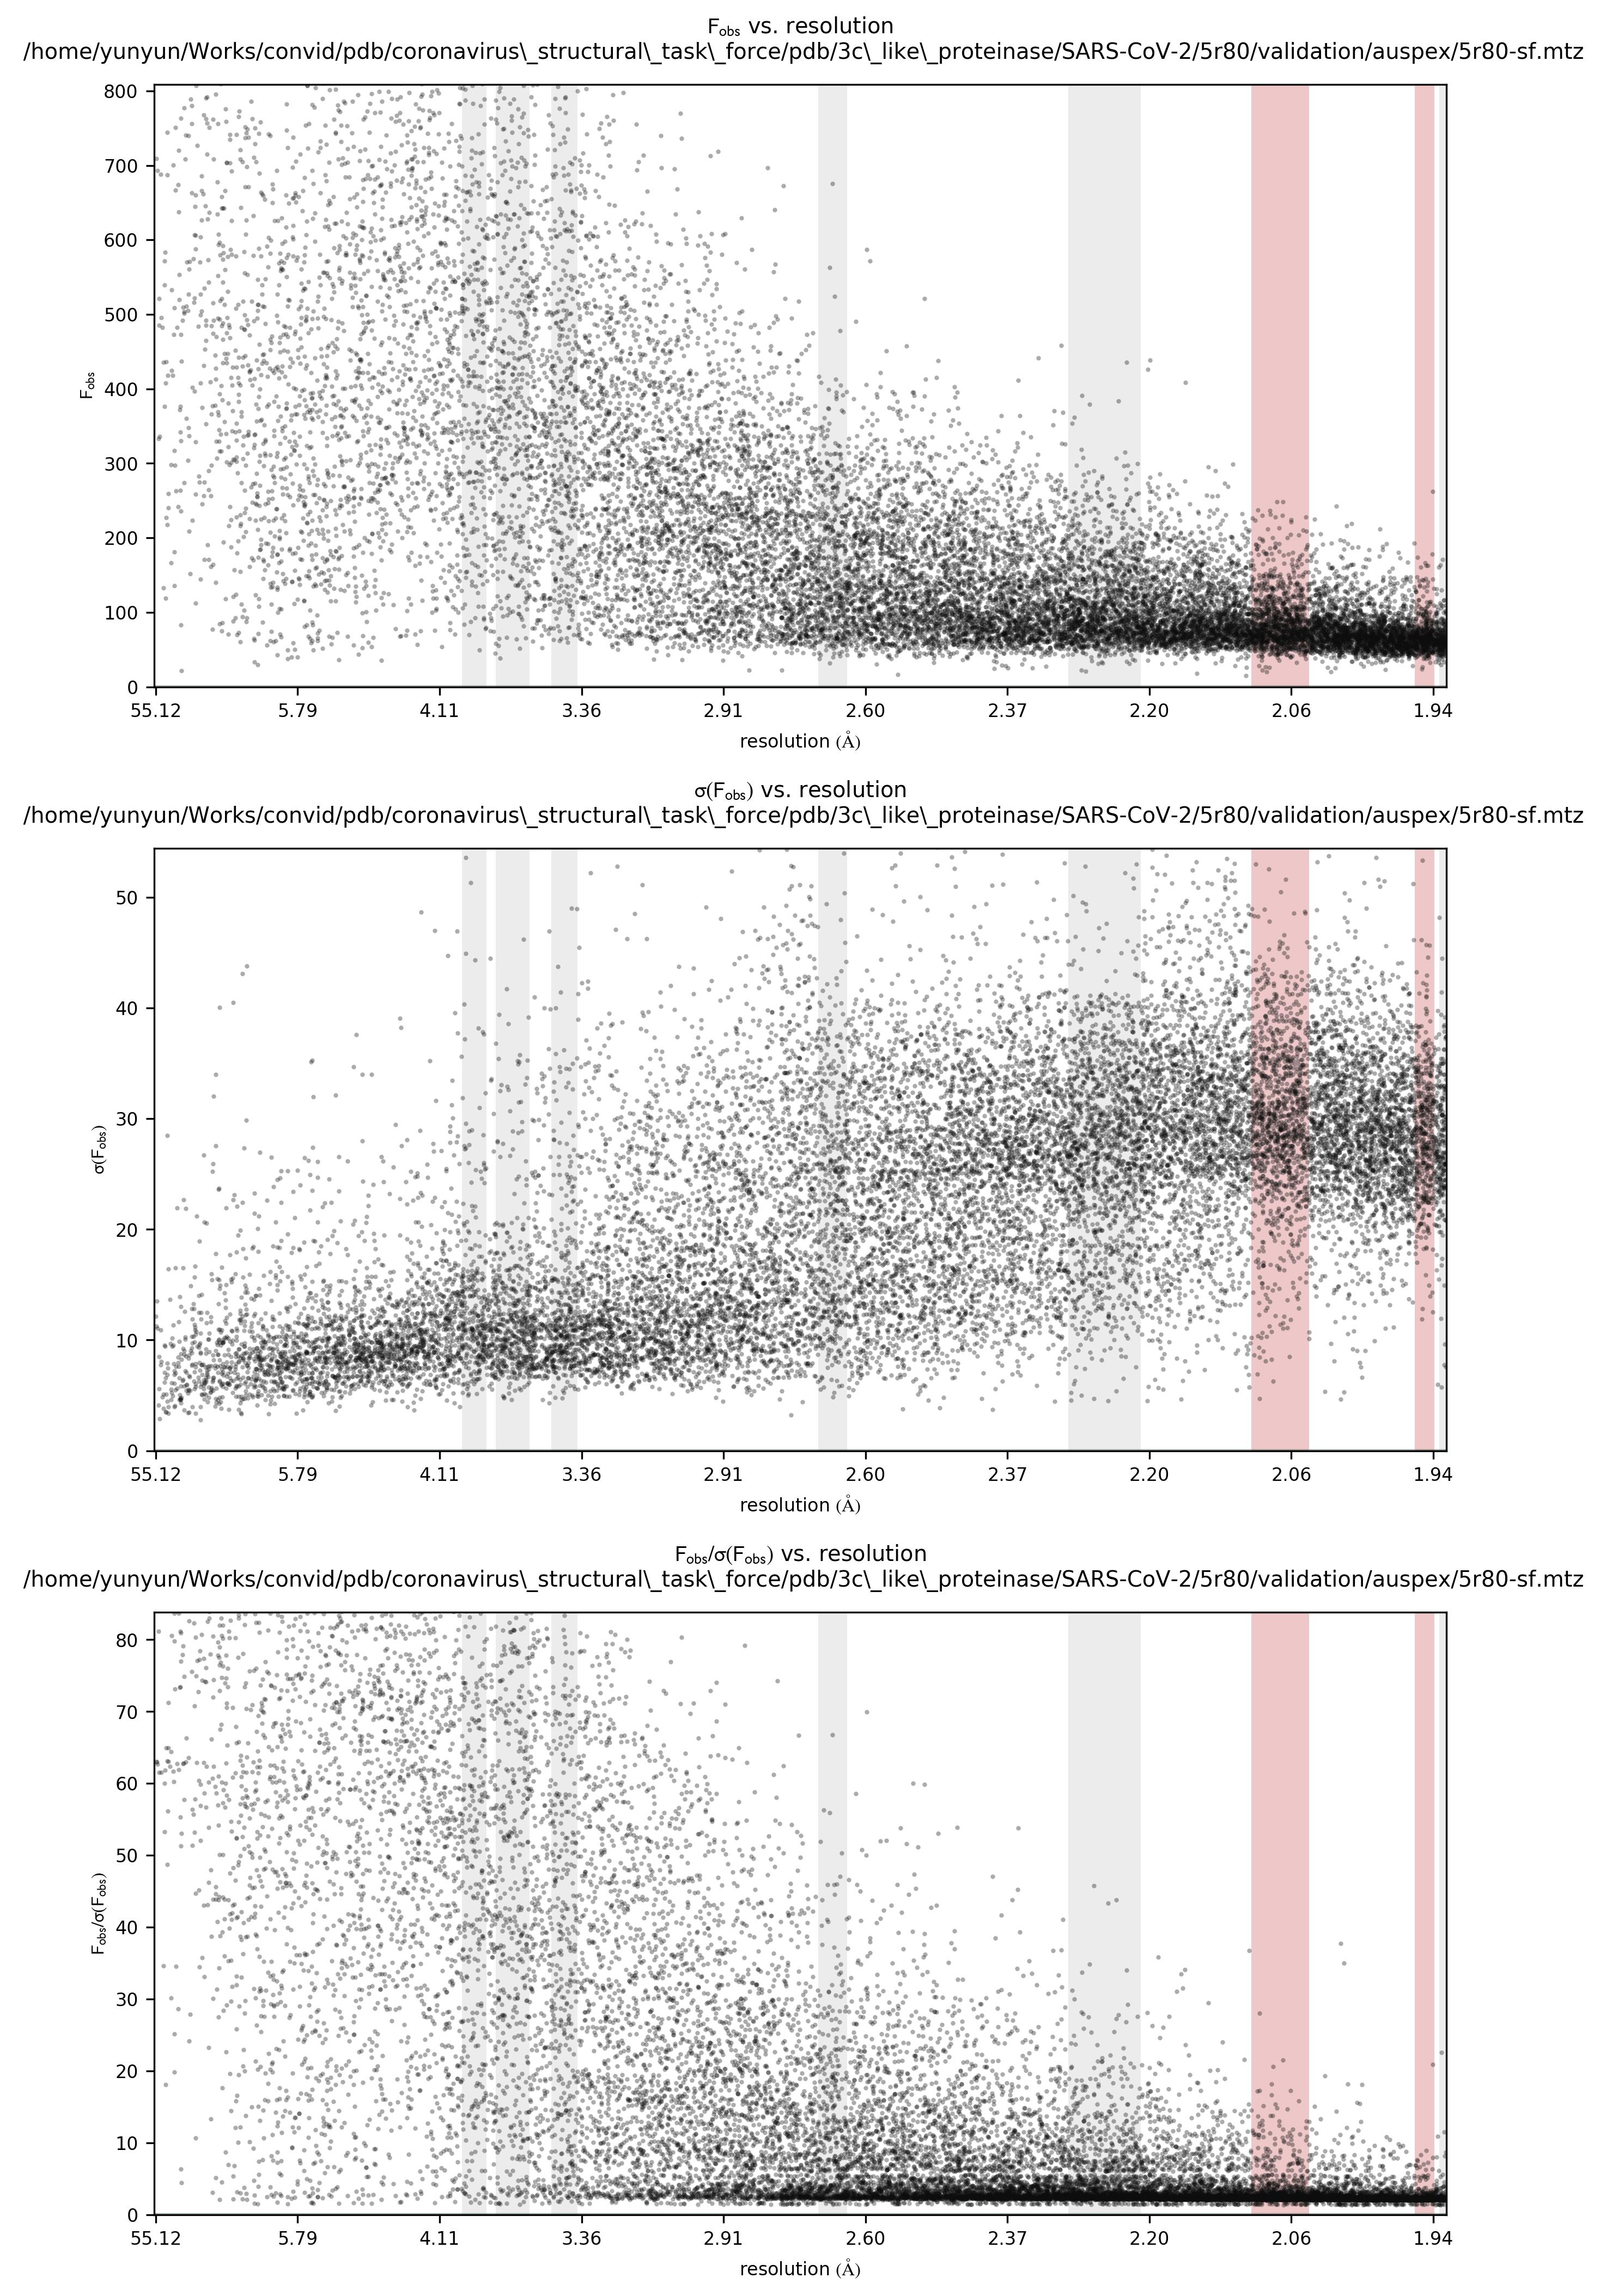 Fobs vs. resolution
/home/yunyun/Works/convid/pdb/coronavirus\_structural\_task\_force/pdb/3c\_like\_proteinase/SARS-CoV-2/5r80/validation/auspex/5r80-sf.mtz
800
700
600
500
400
300
200
100
0
Fobs
55.12 5.79 4.11 3.36 2.91 2.60 2.37 2.20 2.06 1.94
resolution (Å)
σ(Fobs) vs. resolution
/home/yunyun/Works/convid/pdb/coronavirus\_structural\_task\_force/pdb/3c\_like\_proteinase/SARS-CoV-2/5r80/validation/auspex/5r80-sf.mtz
50
40
30
20
10
0
σ(Fobs)
55.12 5.79 4.11 3.36 2.91 2.60 2.37 2.20 2.06 1.94
resolution (Å)
Fobs/σ(Fobs) vs. resolution
/home/yunyun/Works/convid/pdb/coronavirus\_structural\_task\_force/pdb/3c\_like\_proteinase/SARS-CoV-2/5r80/validation/auspex/5r80-sf.mtz
80
70
60
50
40
30
20
10
0
Fobs/σ(Fobs)
55.12 5.79 4.11 3.36 2.91 2.60 2.37 2.20 2.06 1.94
resolution (Å)